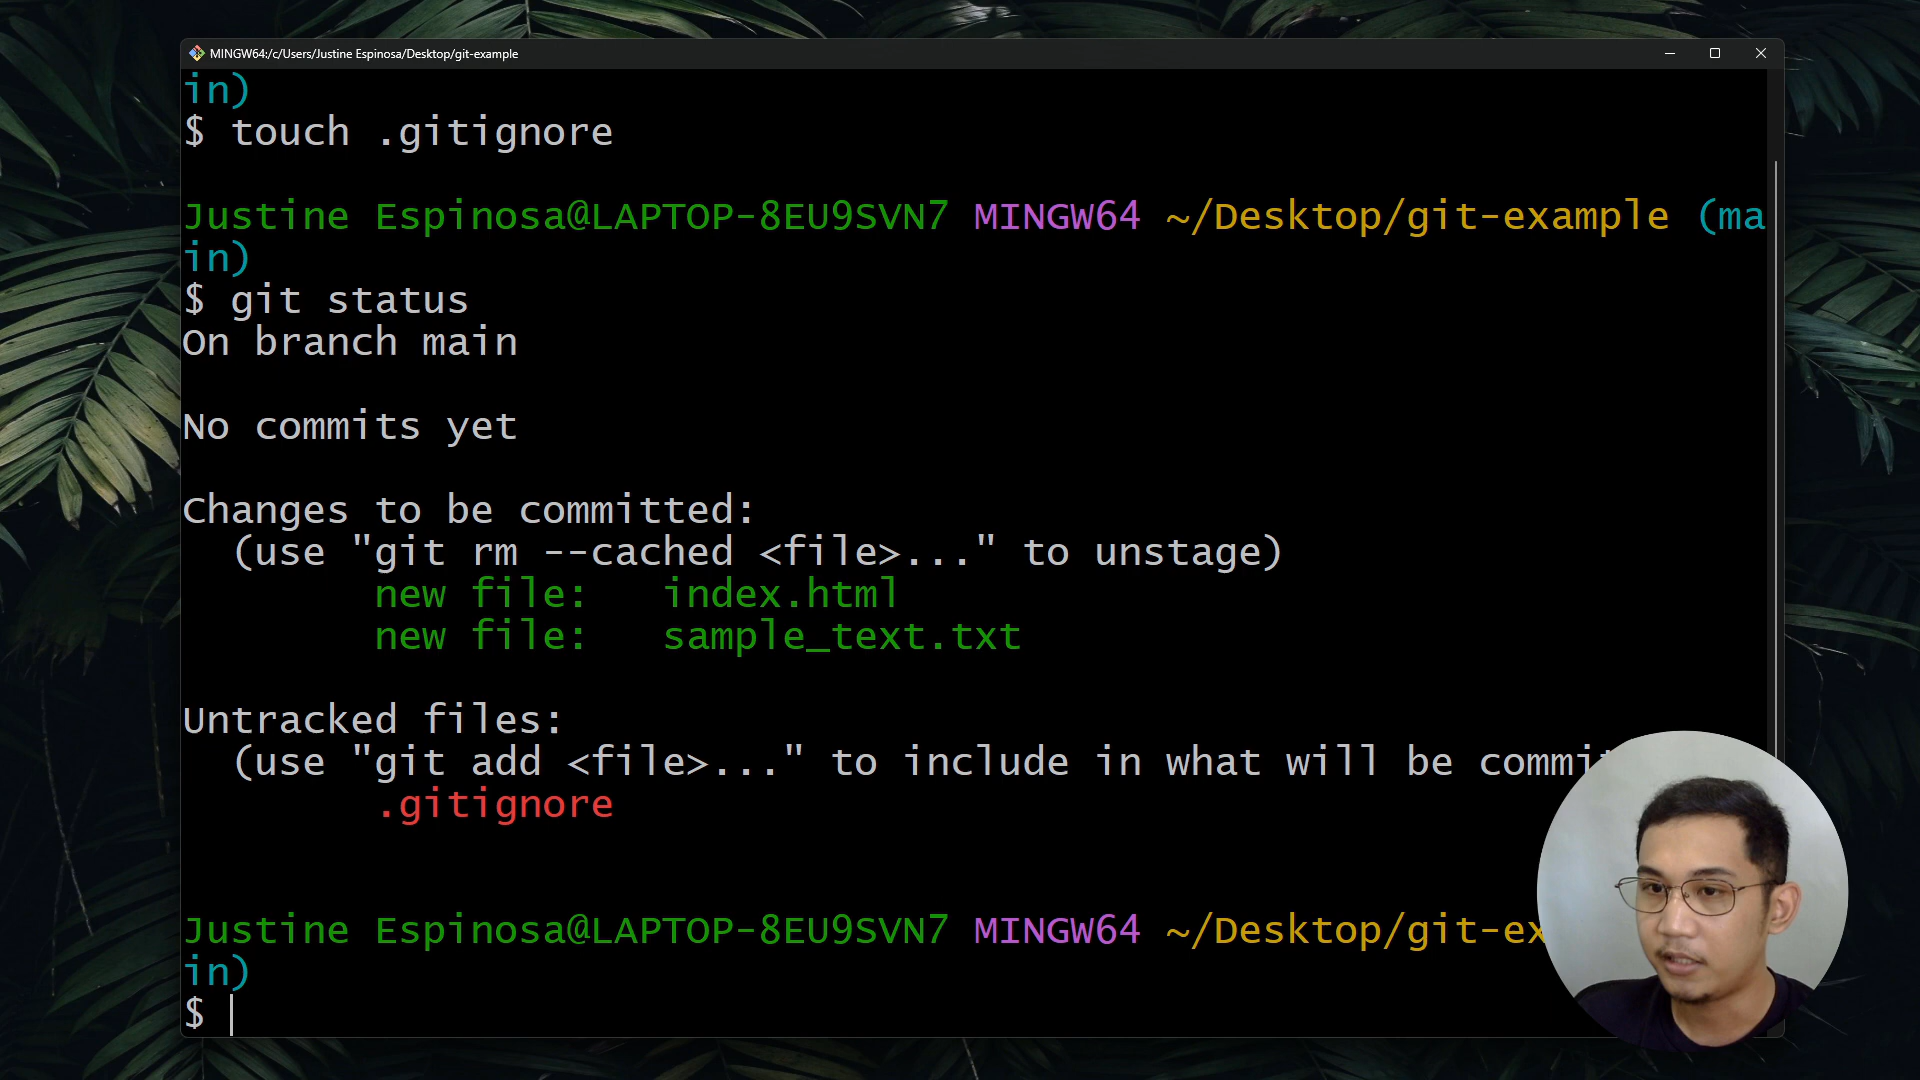 MINGW64:/c/Users/Justine Espinosa/Desktop/git-example
in)
$ touch .gitignore
Justine Espinosa@LAPTOP-8EU9SVN7 MINGW64 ~/Desktop/git-example (ma
in)
$ git status
On branch main
No commits yet
Changes to be committed:
(use "git rm --cached <file>..." to unstage)
new file: index.html
new file: sample_text.txt
Untracked files:
(use "git add <file>..." to include in what will be
.gitignore
Justine Espinosa@LAPTOP-8EU9SVN7 MINGW64 ~/Desktop/git-ex
in)
$